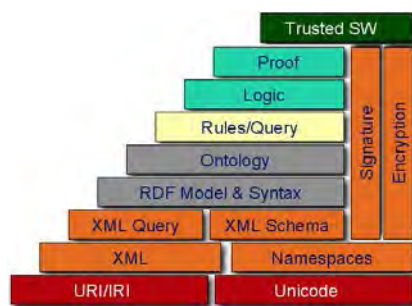 Trusted SW
Proof
Logic
Rules/Query
Ontology
RDF Model & Syntax
Signature
Encryption
XML Query
XML Schema
XML
Namespaces
URI/IRI
Unicode